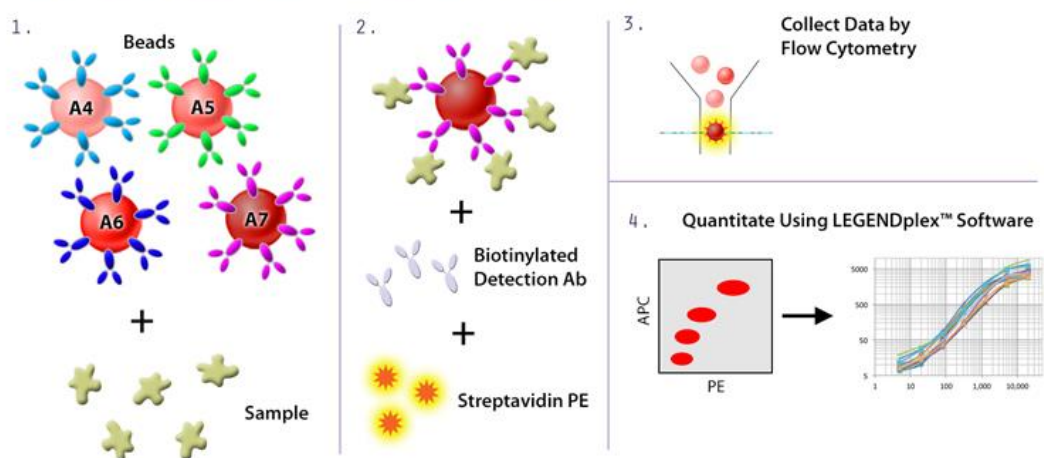 1.
Beads
A4
A5
A6
A7
+
Sample
2.
+
Biotinylated
Detection Ab
+
Streptavidin PE
3.
Collect Data by
Flow Cytometry
4.
Quantitate Using LEGENDplex™ Software
APC
PE
5000
500
50
5
1
10
100
1,000
10,000